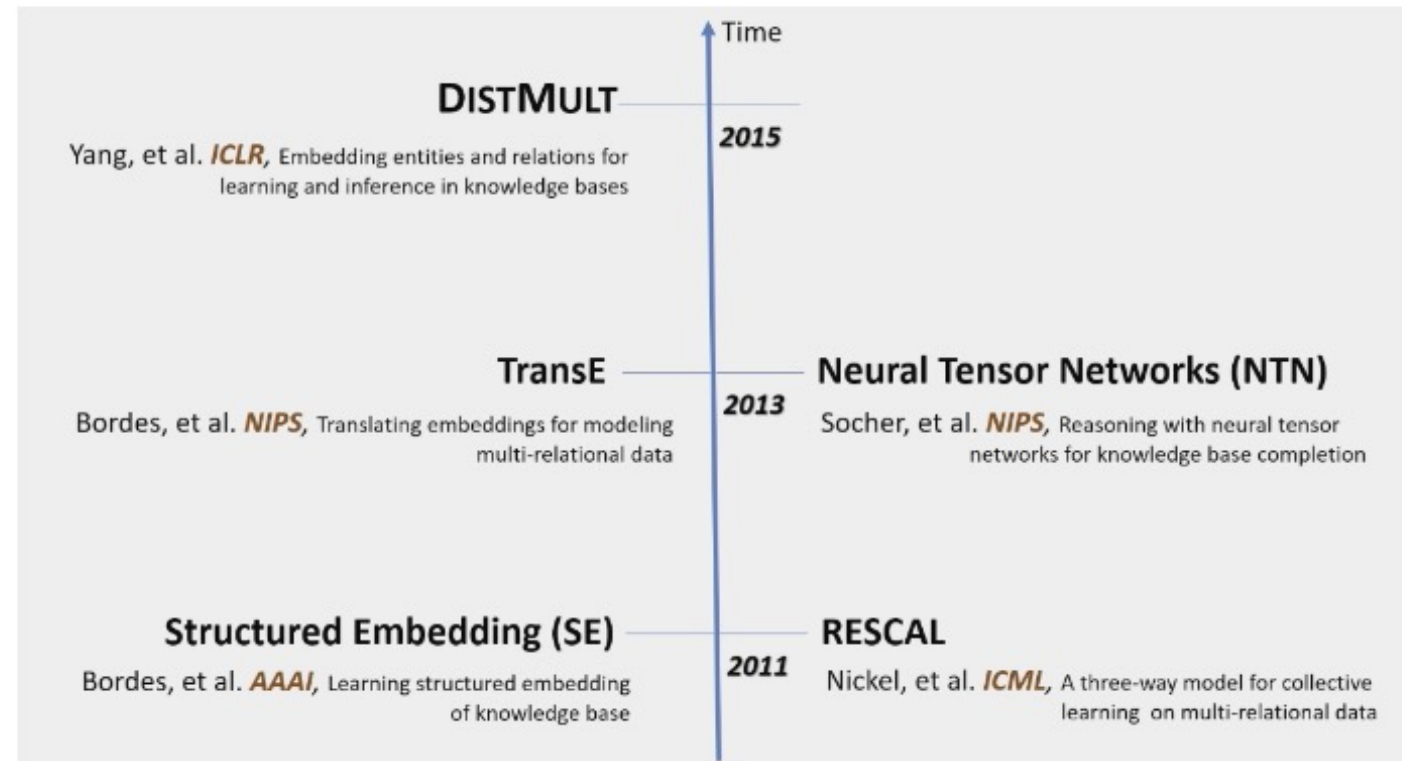 Time
DISTMULT
2015
Yang, et al. ICLR, Embedding entities and relations for
learning and inference in knowledge bases
TransE
Neural Tensor Networks (NTN)
2013
Bordes, et al. NIPS, Translating embeddings for modeling
multi-relational data
Socher, et al. NIPS, Reasoning with neural tensor
networks for knowledge base completion
Structured Embedding (SE)
RESCAL
2011
Bordes, et al. AAAI, Learning structured embedding
of knowledge base
Nickel, et al. ICML, A three-way model for collective
learning on multi-relational data